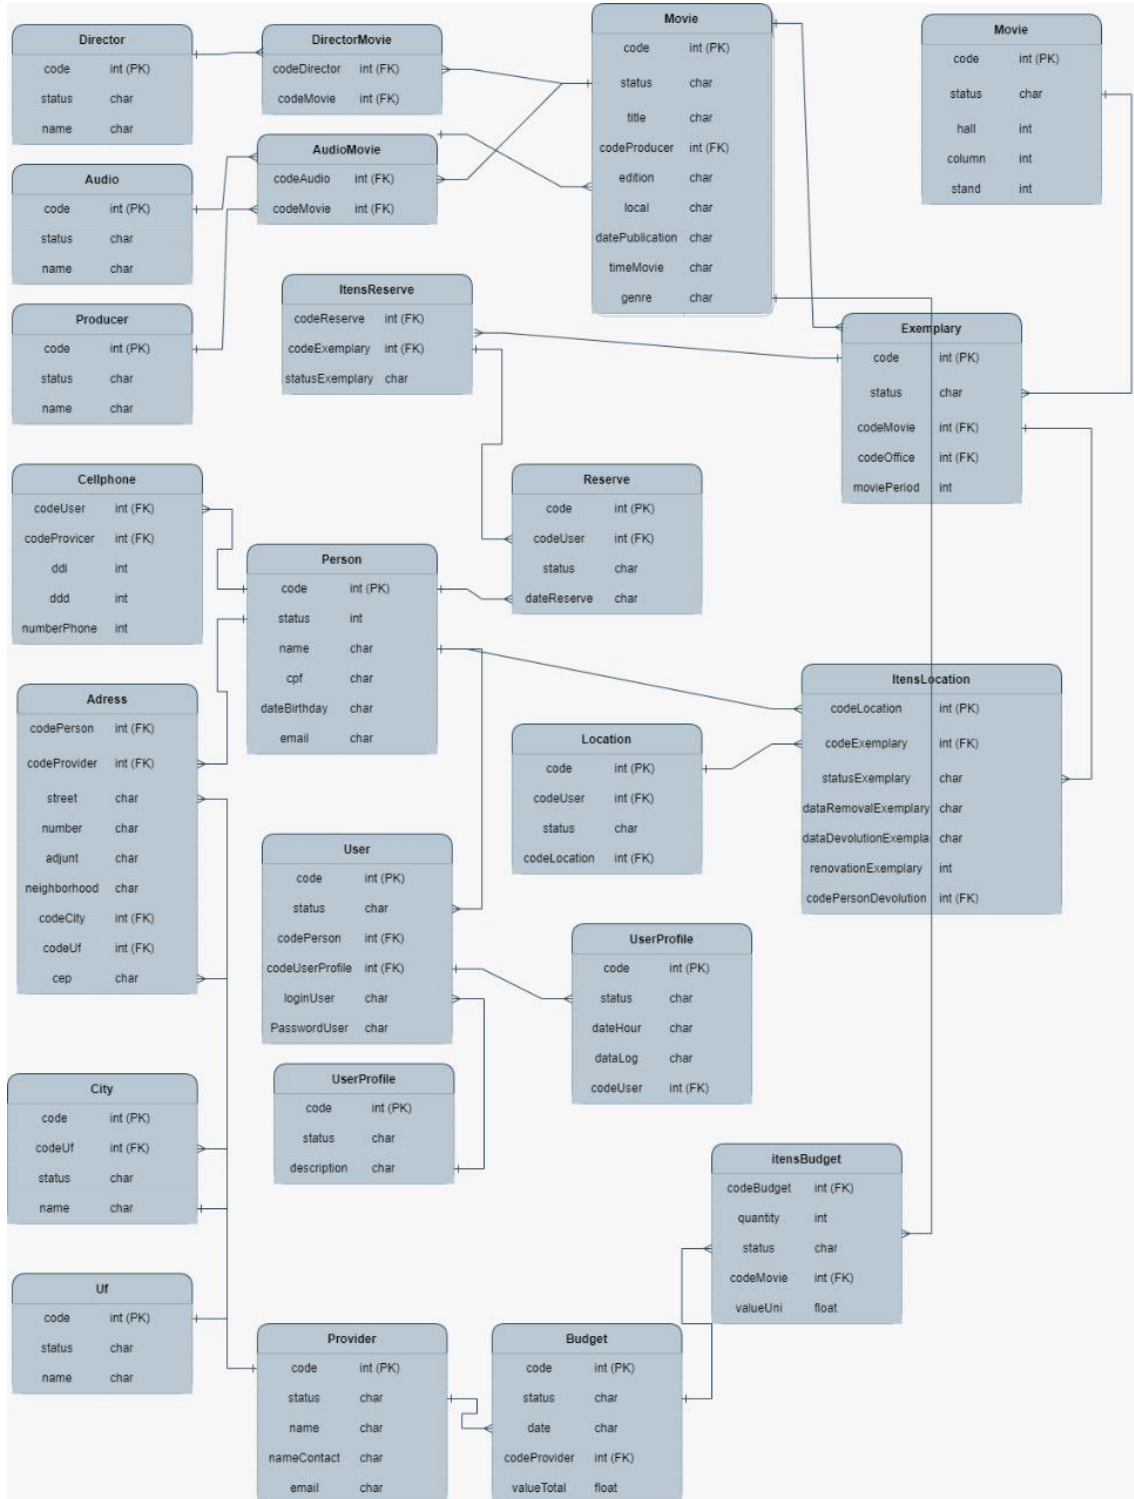 Director
code int (PK)
status char
name char
DirectorMovie
codeDirector int (FK)
codeMovie int (FK)
Movie
code int (PK)
status char
title char
codeProducer int (FK)
edition char
local char
datePublication char
timeMovie char
genre char
Movie
code int (PK)
status char
hall int
column int
stand int
AudioMovie
codeAudio int (FK)
codeMovie int (FK)
Audio
code int (PK)
status char
name char
ItensReserve
codeReserve int (FK)
codeExemplary int (FK)
statusExemplary char
Producer
code int (PK)
status char
name char
Exemplary
code int (PK)
status char
codeMovie int (FK)
codeOffice int (FK)
moviePeriod int
Cellphone
codeUser int (FK)
codeProvicer int (FK)
ddi int
ddd int
numberPhone int
Reserve
code int (PK)
codeUser int (FK)
status char
dateReserve char
Person
code int (PK)
status int
name char
cpf char
dateBirthday char
email char
ItensLocation
codeLocation int (PK)
codeExemplary int (FK)
statusExemplary char
dataRemovalExemplary char
dataDevolutionExempla char
renovationExemplary int
codePersonDevolution int (FK)
Adress
codePerson int (FK)
codeProvider int (FK)
street char
number char
adjunt char
neighborhood char
codeCity int (FK)
codeUf int (FK)
cep char
Location
code int (PK)
codeUser int (FK)
status char
codeLocation int (FK)
User
code int (PK)
status char
codePerson int (FK)
codeUserProfile int (FK)
loginUser char
PasswordUser char
UserProfile
code int (PK)
status char
dateHour char
dataLog char
codeUser int (FK)
UserProfile
code int (PK)
status char
description char
City
code int (PK)
codeUf int (FK)
status char
name char
itensBudget
codeBudget int (FK)
quantity int
status char
codeMovie int (FK)
valueUni float
Uf
code int (PK)
status char
name char
Provider
code int (PK)
status char
name char
nameContact char
email char
Budget
code int (PK)
status char
date char
codeProvider int (FK)
valueTotal float